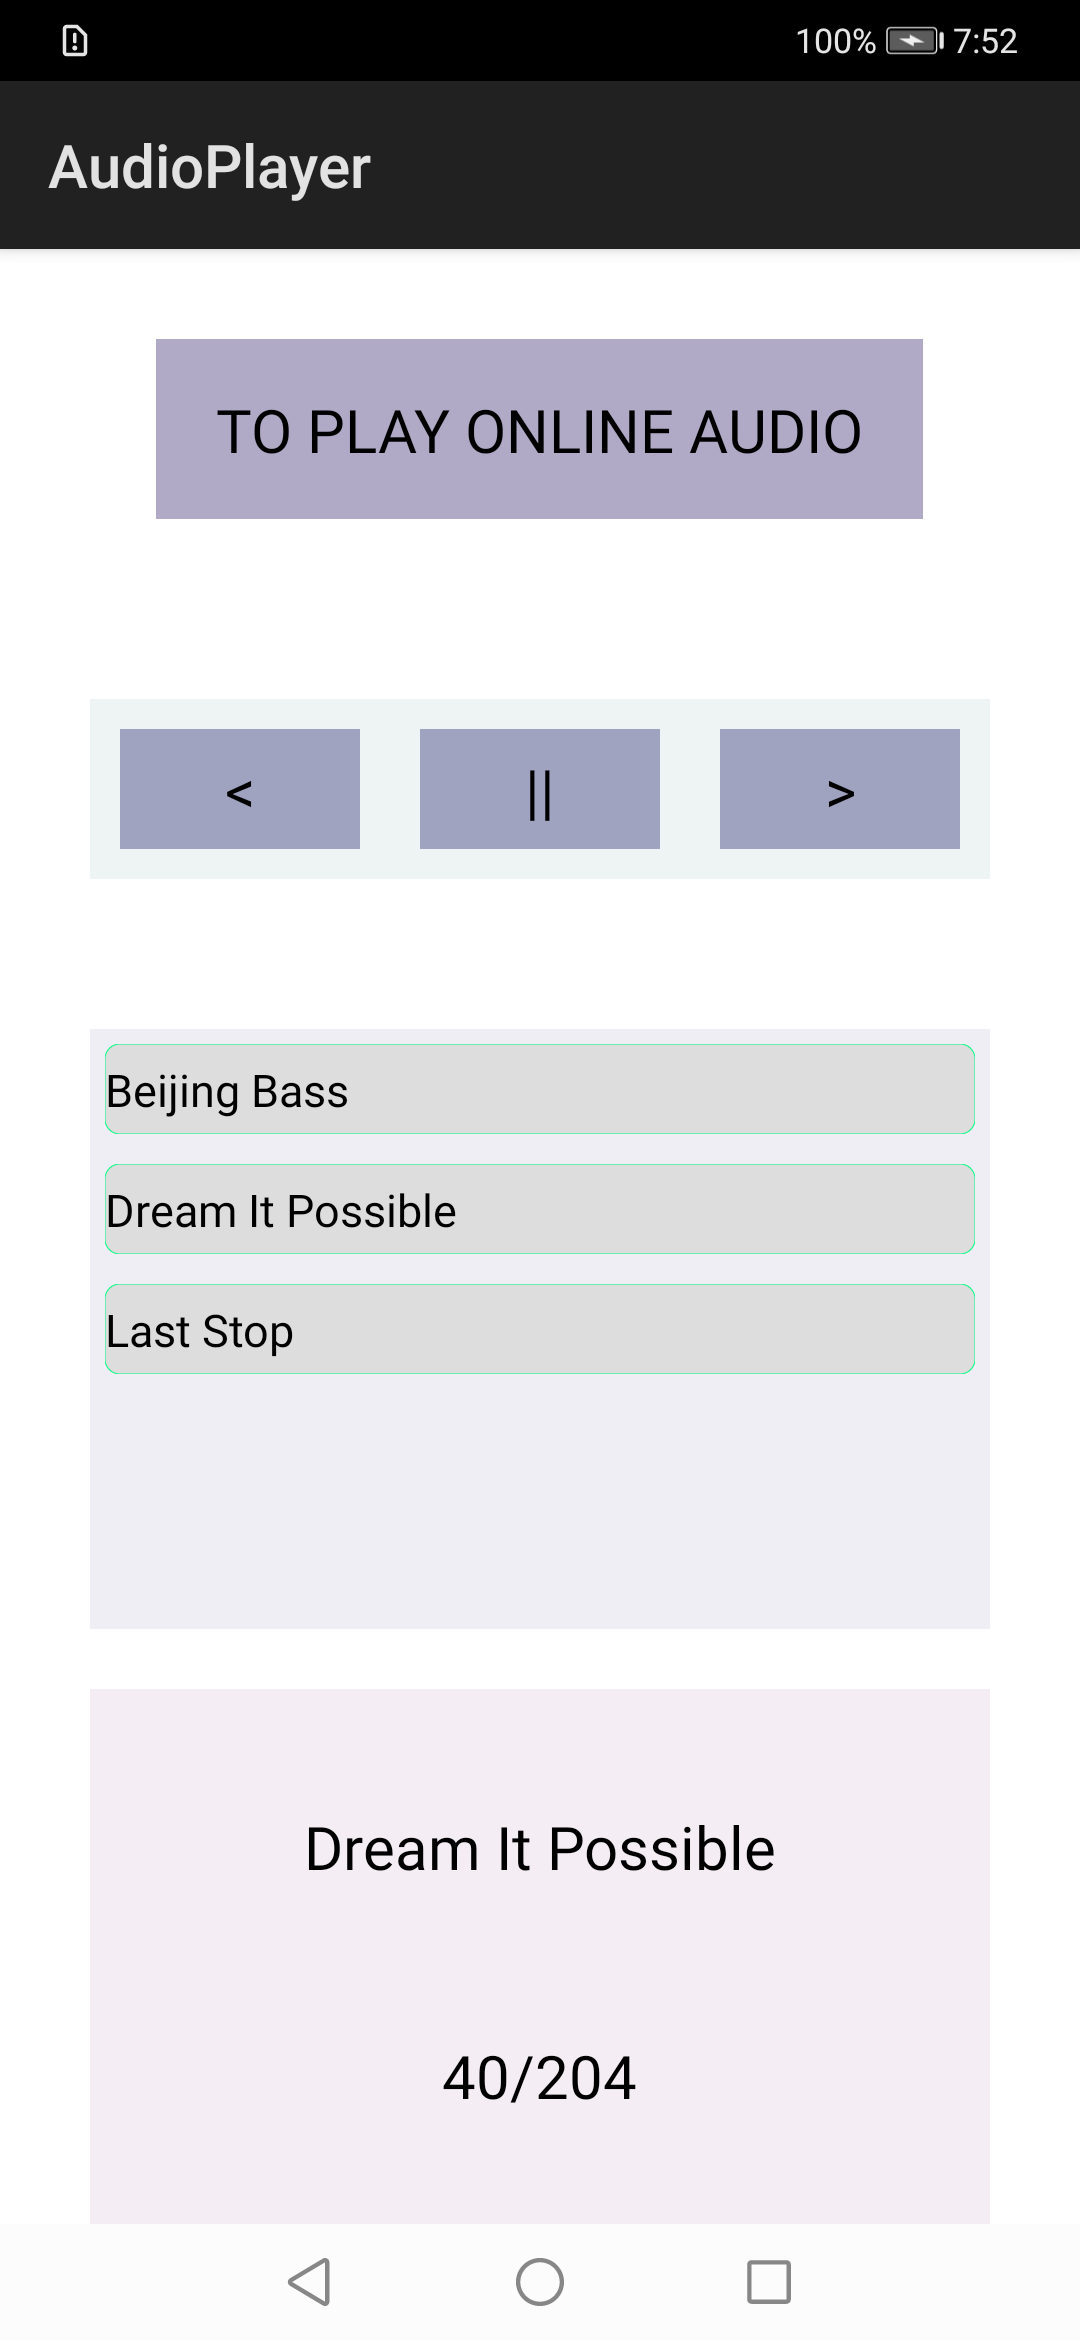 100% 7:52
AudioPlayer
TO PLAY ONLINE AUDIO
< || >
Beijing Bass
Dream It Possible
Last Stop
Dream It Possible
40/204